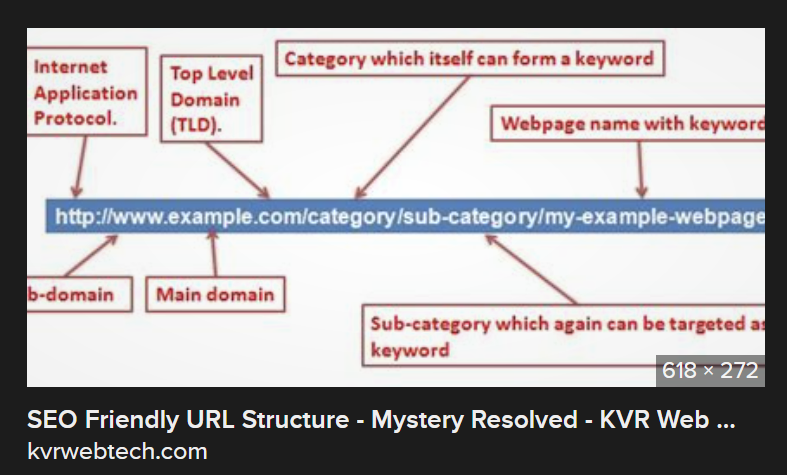 Internet
Application
Protocol.
Top Level
Domain
(TLD).
Category which itself can form a keyword
Webpage name with keyword
http://www.example.com/category/sub-category/my-example-webpage
b-domain
Main domain
Sub-category which again can be targeted as
keyword
618 × 272
SEO Friendly URL Structure - Mystery Resolved - KVR Web ...
kvrwebtech.com